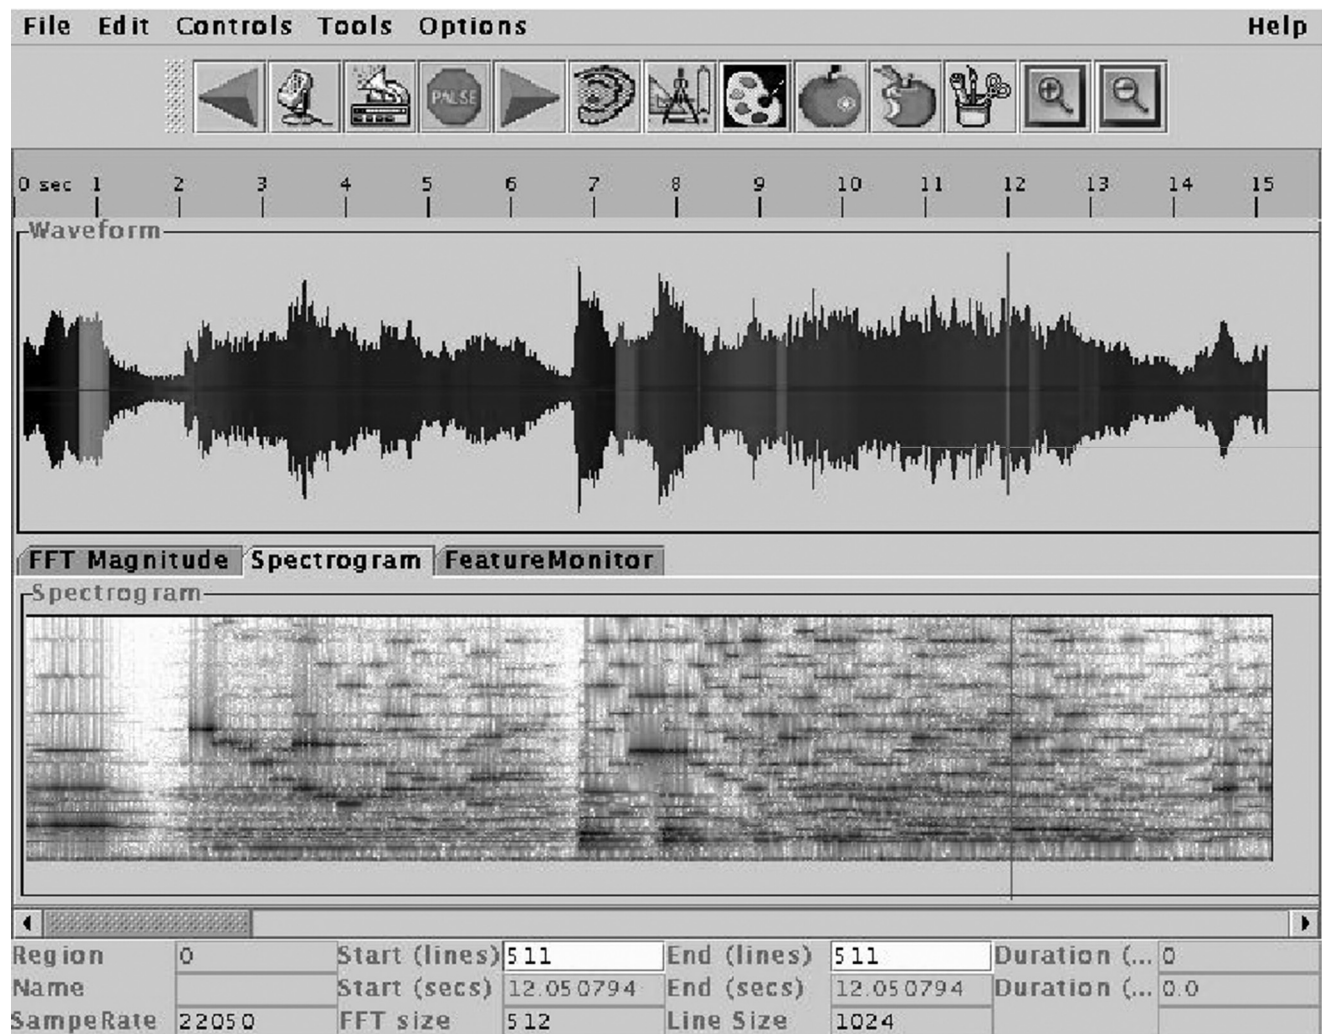 File Edit Controls Tools Options Help
PAUSE
0 sec 1 2 3 4 5 6 7 8 9 10 11 12 13 14 15
Waveform
FFT Magnitude Spectrogram FeatureMonitor
Spectrogram
Region 0 Start (lines) 511 End (lines) 511 Duration (... 0
Name Start (secs) 12.050794 End (secs) 12.050794 Duration (... 0.0
SampeRate 22050 FFT size 512 Line Size 1024